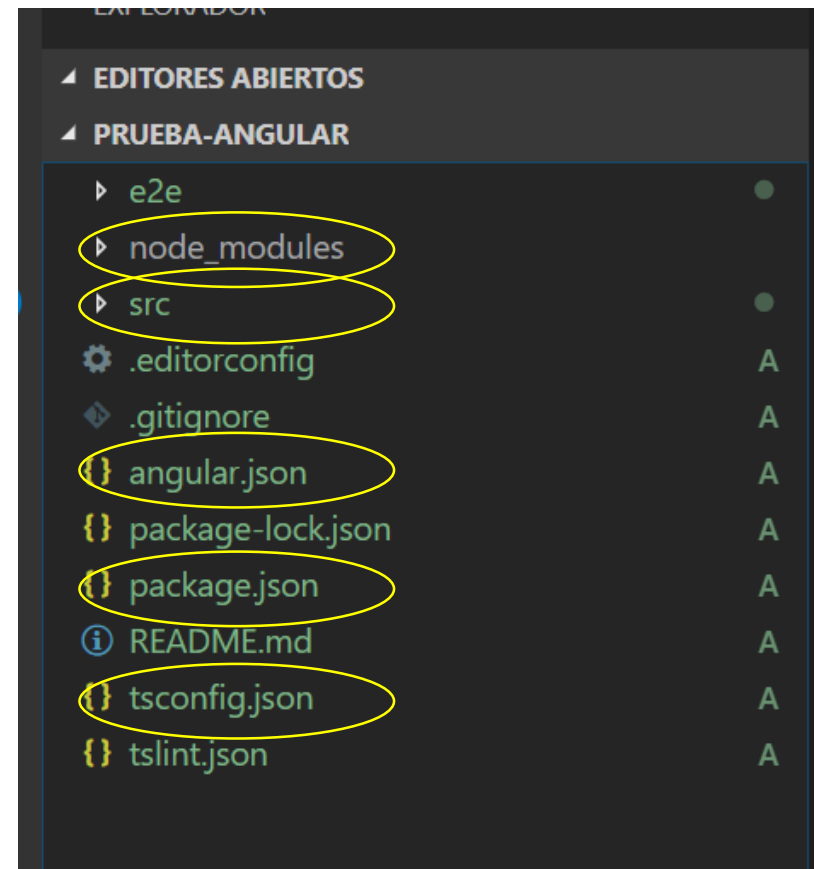 EXPLORADOR
EDITORES ABIERTOS
PRUEBA-ANGULAR
e2e
node_modules
src
.editorconfig A
.gitignore A
{} angular.json A
{} package-lock.json A
{} package.json A
README.md A
{} tsconfig.json A
{} tslint.json A